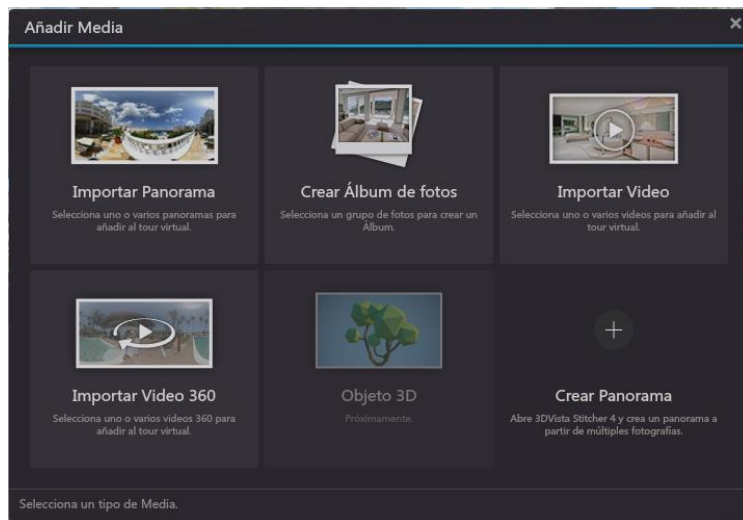 Añadir Media
Importar Panorama
Selecciona uno o varios panoramas para
añadir al tour virtual.
Crear Álbum de fotos
Selecciona un grupo de fotos para crear un
Álbum.
Importar Video
Selecciona uno o varios videos para añadir al
tour virtual.
Importar Video 360
Selecciona uno o varios videos 360 para
añadir al tour virtual.
Objeto 3D
Próximamente.
Crear Panorama
Abre 3DVista Stitcher 4 y crea un panorama a
partir de múltiples fotografías.
Selecciona un tipo de Media.